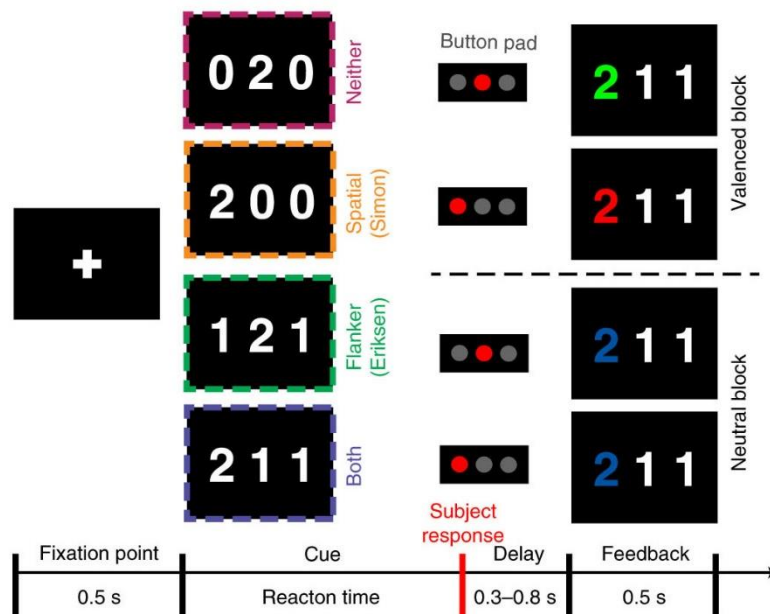 Button pad
0 2 0
Neither
2 1 1
2 0 0
Spatial
(Simon)
2 1 1
Valenced block
1 2 1
Flanker
(Eriksen)
2 1 1
2 1 1
Both
2 1 1
Neutral block
Subject
response
Fixation point
Cue
Delay
Feedback
0.5 s
Reacton time
0.3–0.8 s
0.5 s